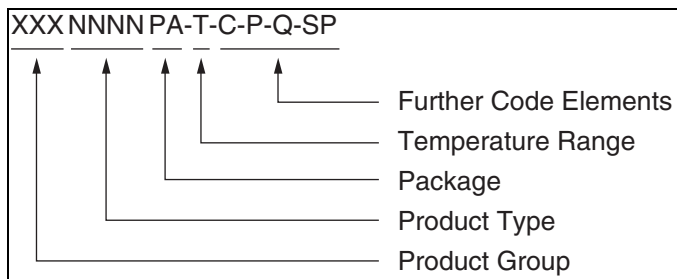 XXX NNNN PA-T-C-P-Q-SP
Further Code Elements
Temperature Range
Package
Product Type
Product Group